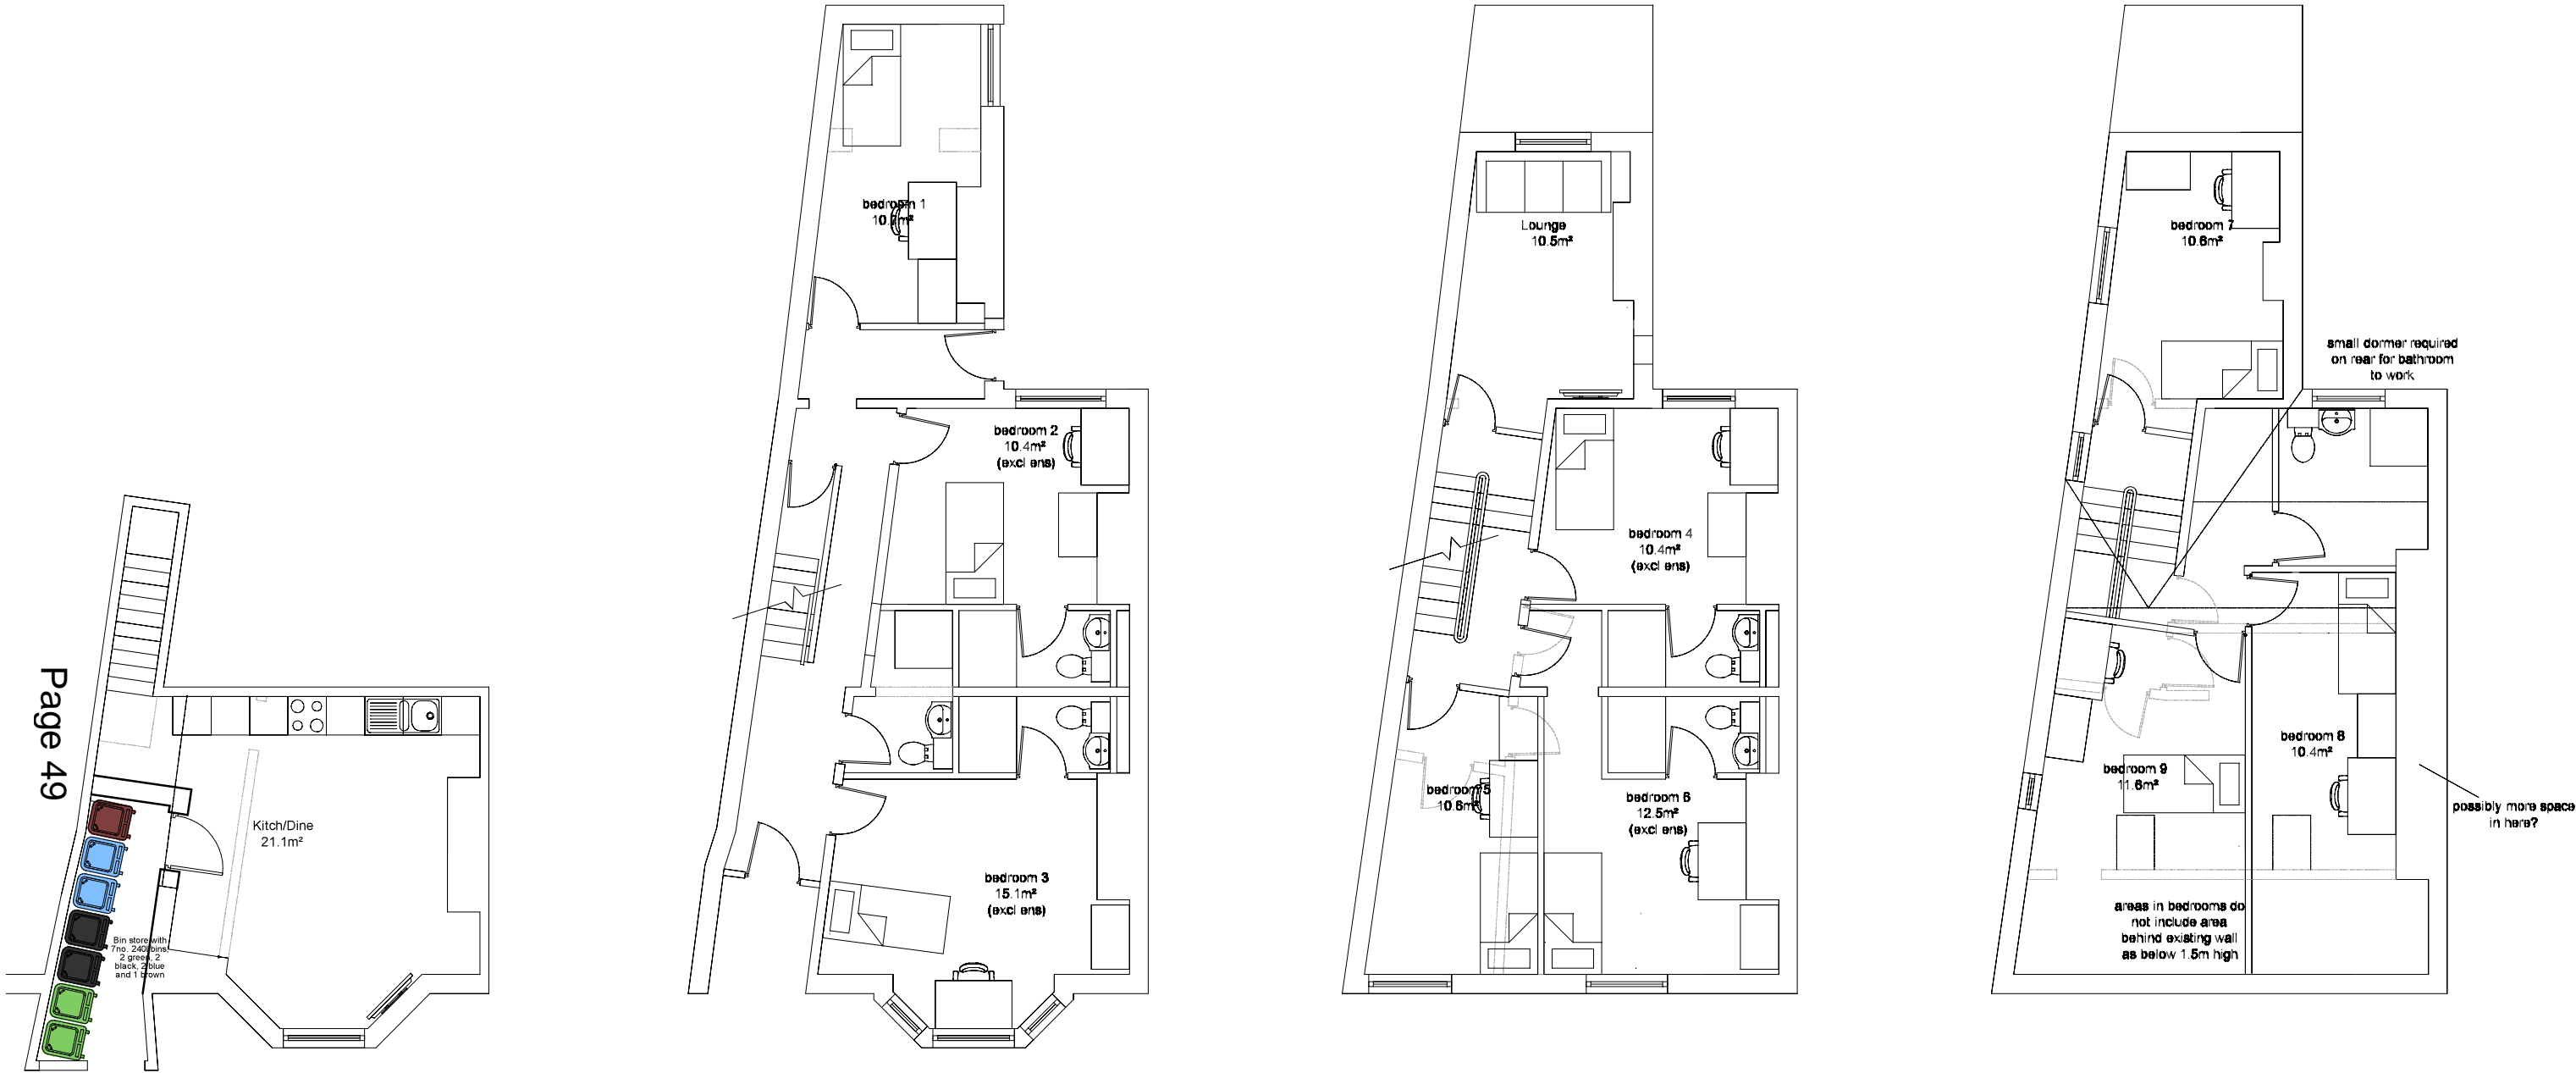 Page 49
Kitch/Dine
21.1m²
Bin store with
7no. 240l bins,
2 green, 2
black, 2 blue
and 1 brown
bedroom 1
10.7m²
bedroom 2
10.4m²
(excl ens)
bedroom 3
15.1m²
(excl ens)
Lounge
10.5m²
bedroom 4
10.4m²
(excl ens)
bedroom 5
10.6m²
bedroom 6
12.5m²
(excl ens)
bedroom 7
10.6m²
small dormer required
on rear for bathroom
to work
bedroom 8
10.4m²
bedroom 9
11.6m²
possibly more space
in here?
areas in bedrooms do
not include area
behind existing wall
as below 1.5m high